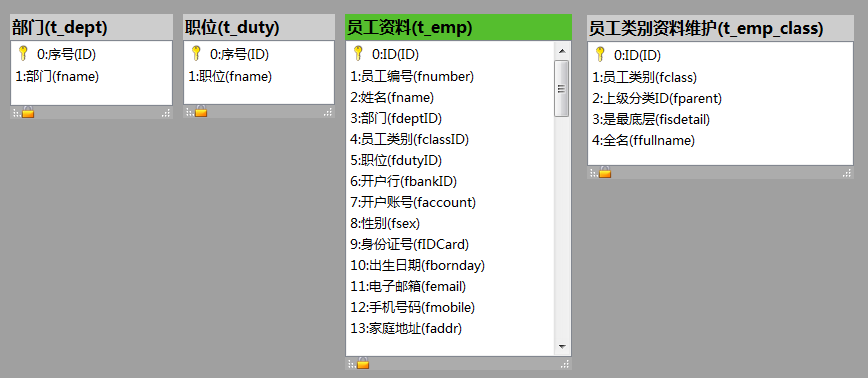 部门(t_dept)
0:序号(ID)
1:部门(fname)
职位(t_duty)
0:序号(ID)
1:职位(fname)
员工资料(t_emp)
0:ID(ID)
1:员工编号(fnumber)
2:姓名(fname)
3:部门(fdeptID)
4:员工类别(fclassID)
5:职位(fdutyID)
6:开户行(fbankID)
7:开户账号(faccount)
8:性别(fsex)
9:身份证号(fIDCard)
10:出生日期(fbornday)
11:电子邮箱(femail)
12:手机号码(fmobile)
13:家庭地址(faddr)
员工类别资料维护(t_emp_class)
0:ID(ID)
1:员工类别(fclass)
2:上级分类ID(fparent)
3:是最底层(fisdetail)
4:全名(ffullname)